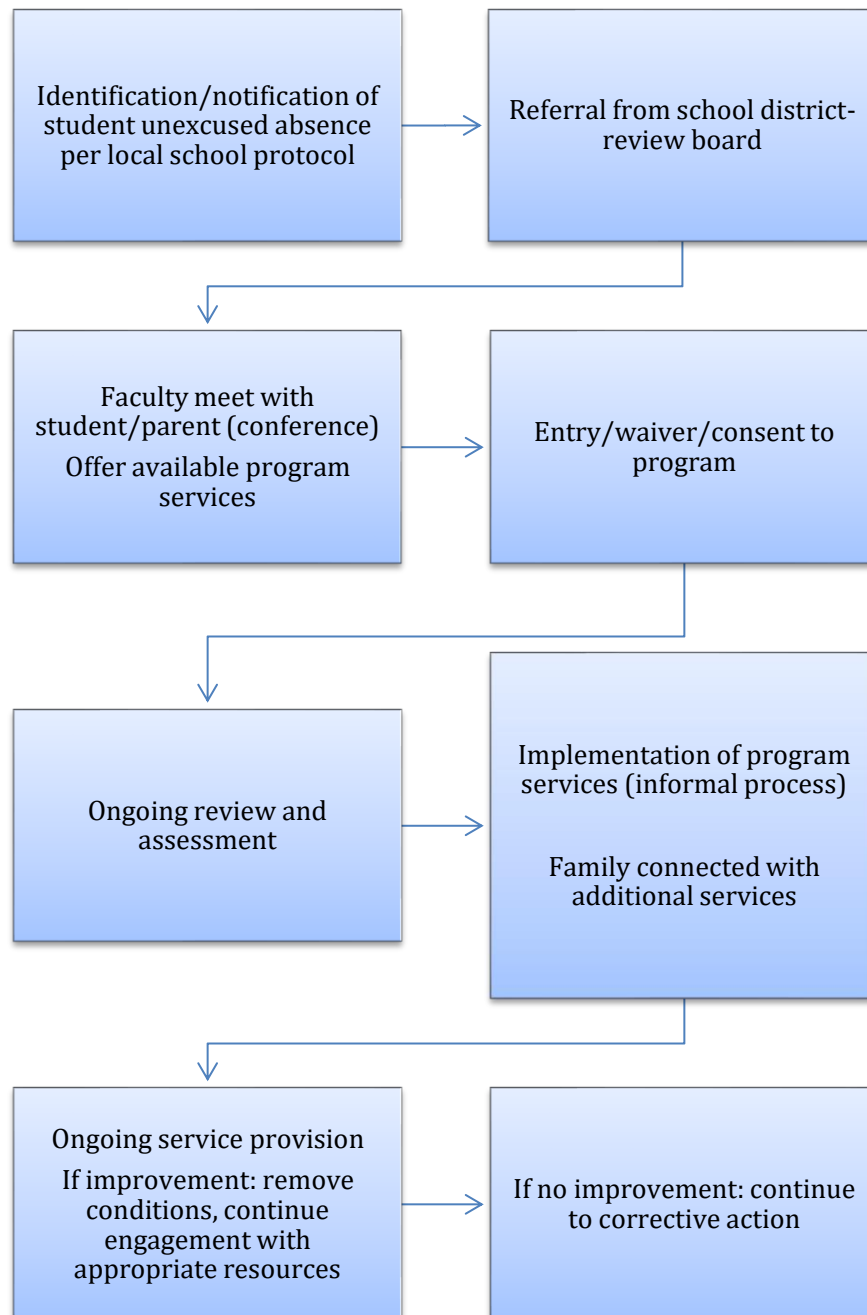 Identification/notification of
student unexcused absence
per local school protocol
Referral from school district-
review board
Faculty meet with
student/parent (conference)
Offer available program
services
Entry/waiver/consent to
program
Ongoing review and
assessment
Implementation of program
services (informal process)
Family connected with
additional services
Ongoing service provision
If improvement: remove
conditions, continue
engagement with
appropriate resources
If no improvement: continue
to corrective action